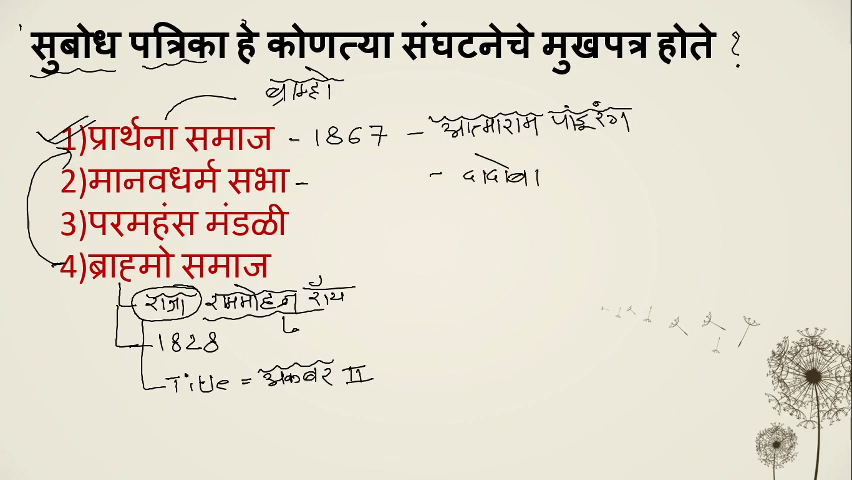 सुबोध पत्रिका हे कोणत्या संघटनेचे मुखपत्र होते ?
ब्राम्हो
1)प्रार्थना समाज - 1867 - आत्माराम पांडूरंग
2)मानवधर्म सभा - - दादोबा
3)परमहंस मंडळी
4)ब्राह्मो समाज
राजा राममोहन रॉय
1828
Title = अकबर II